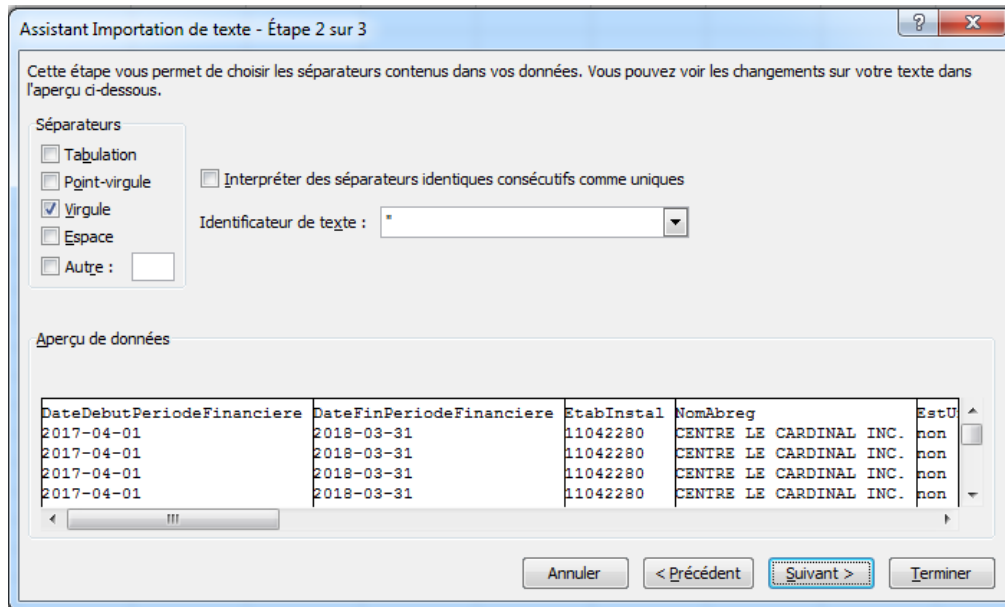 Assistant Importation de texte - Étape 2 sur 3
Cette étape vous permet de choisir les séparateurs contenus dans vos données. Vous pouvez voir les changements sur votre texte dans
l'aperçu ci-dessous.
Séparateurs
Tabulation
Point-virgule
Virgule
Espace
Autre :
Interpréter des séparateurs identiques consécutifs comme uniques
Identificateur de texte : "
Aperçu de données
DateDebutPeriodeFinanciere DateFinPeriodeFinanciere EtabInstal NomAbreg EstU
2017-04-01 2018-03-31 11042280 CENTRE LE CARDINAL INC. non
2017-04-01 2018-03-31 11042280 CENTRE LE CARDINAL INC. non
2017-04-01 2018-03-31 11042280 CENTRE LE CARDINAL INC. non
2017-04-01 2018-03-31 11042280 CENTRE LE CARDINAL INC. non
Annuler < Précédent Suivant > Terminer